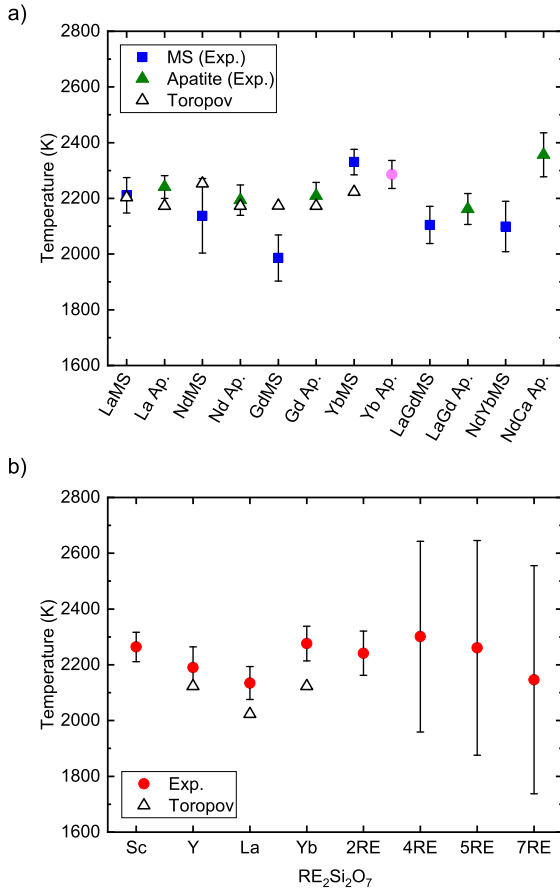 a)
2800
2600
2400
2200
2000
1800
1600
Temperature (K)
MS (Exp.)
Apatite (Exp.)
Toropov
LaMS
La Ap.
NdMS
Nd Ap.
GdMS
Gd Ap.
YbMS
Yb Ap.
LaGdMS
LaGd Ap.
NdYbMS
NdCa Ap.
b)
2800
2600
2400
2200
2000
1800
1600
Temperature (K)
Exp.
Toropov
Sc Y La Yb 2RE 4RE 5RE 7RE
RE₂Si₂O₇